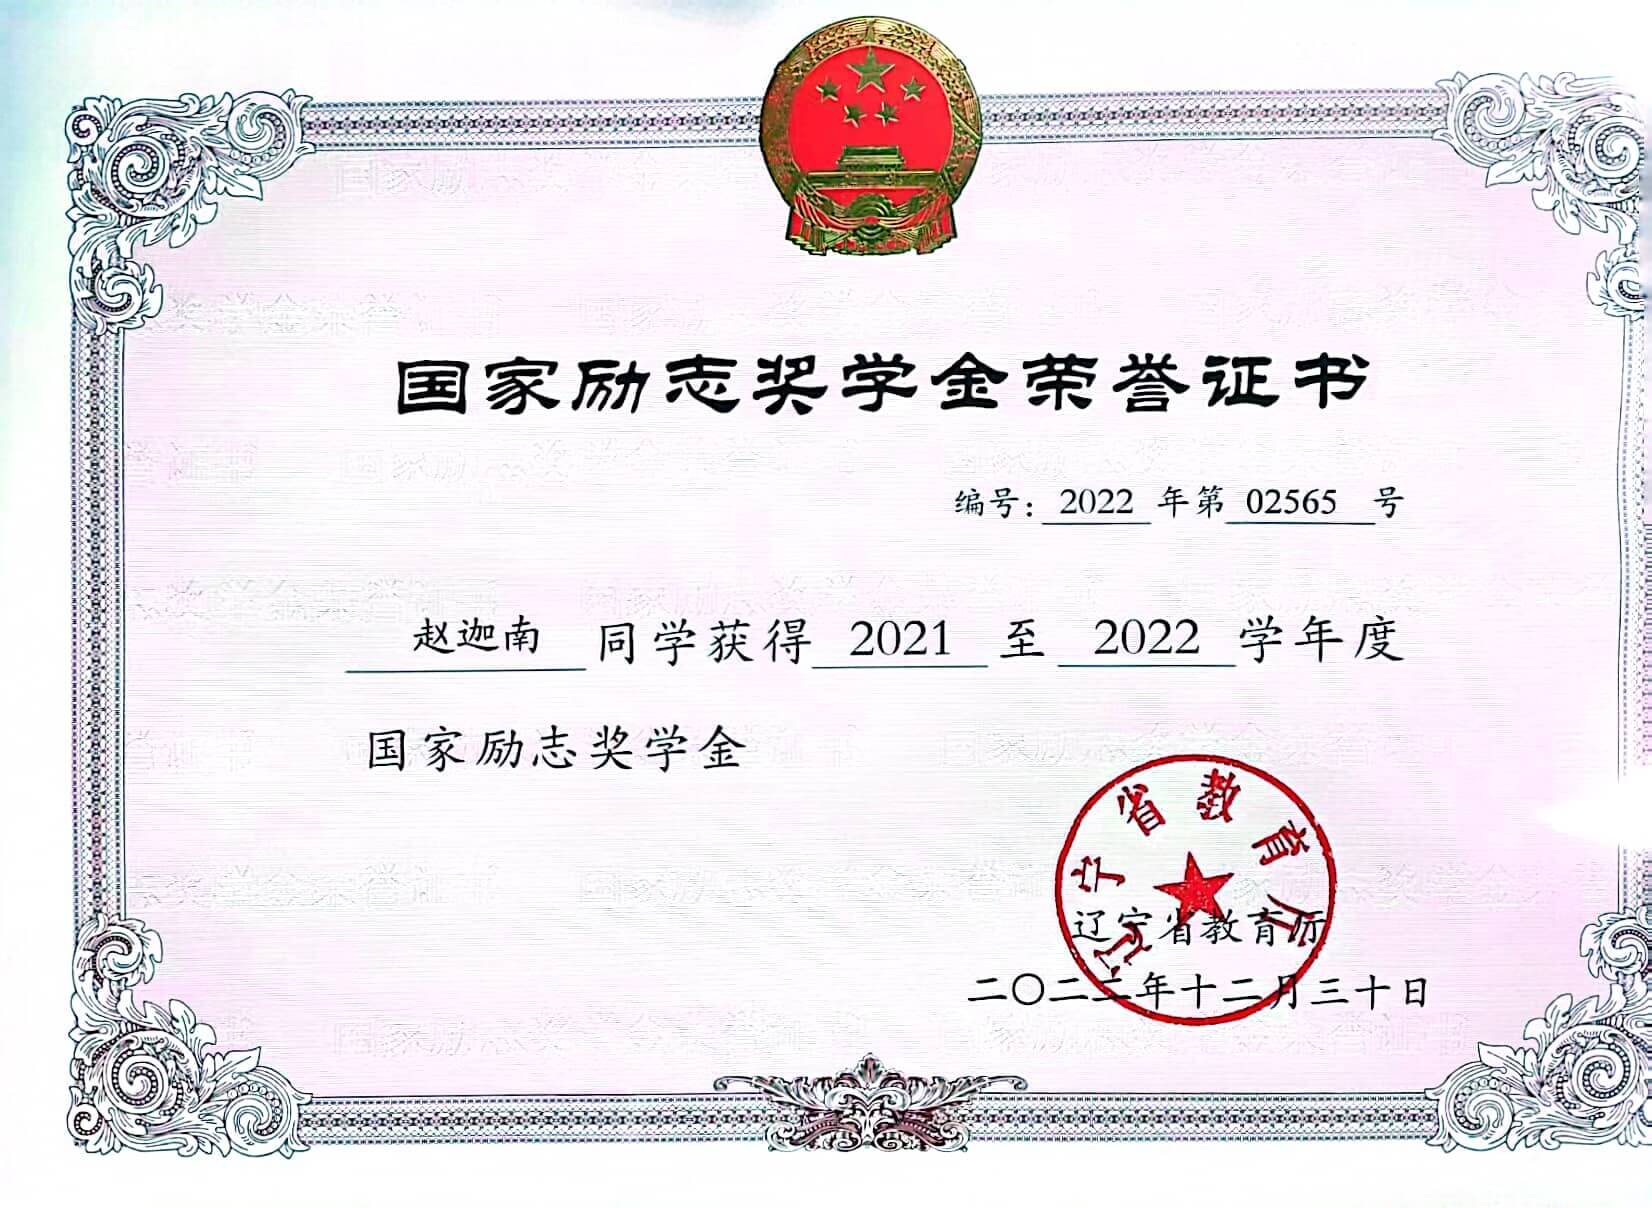 国家励志奖学金荣誉证书
编号: 2022 年第 02565 号
赵迦南 同学获得 2021 至 2022 学年度
国家励志奖学金
辽宁省教育厅
辽宁省教育厅
二〇二二年十二月三十日